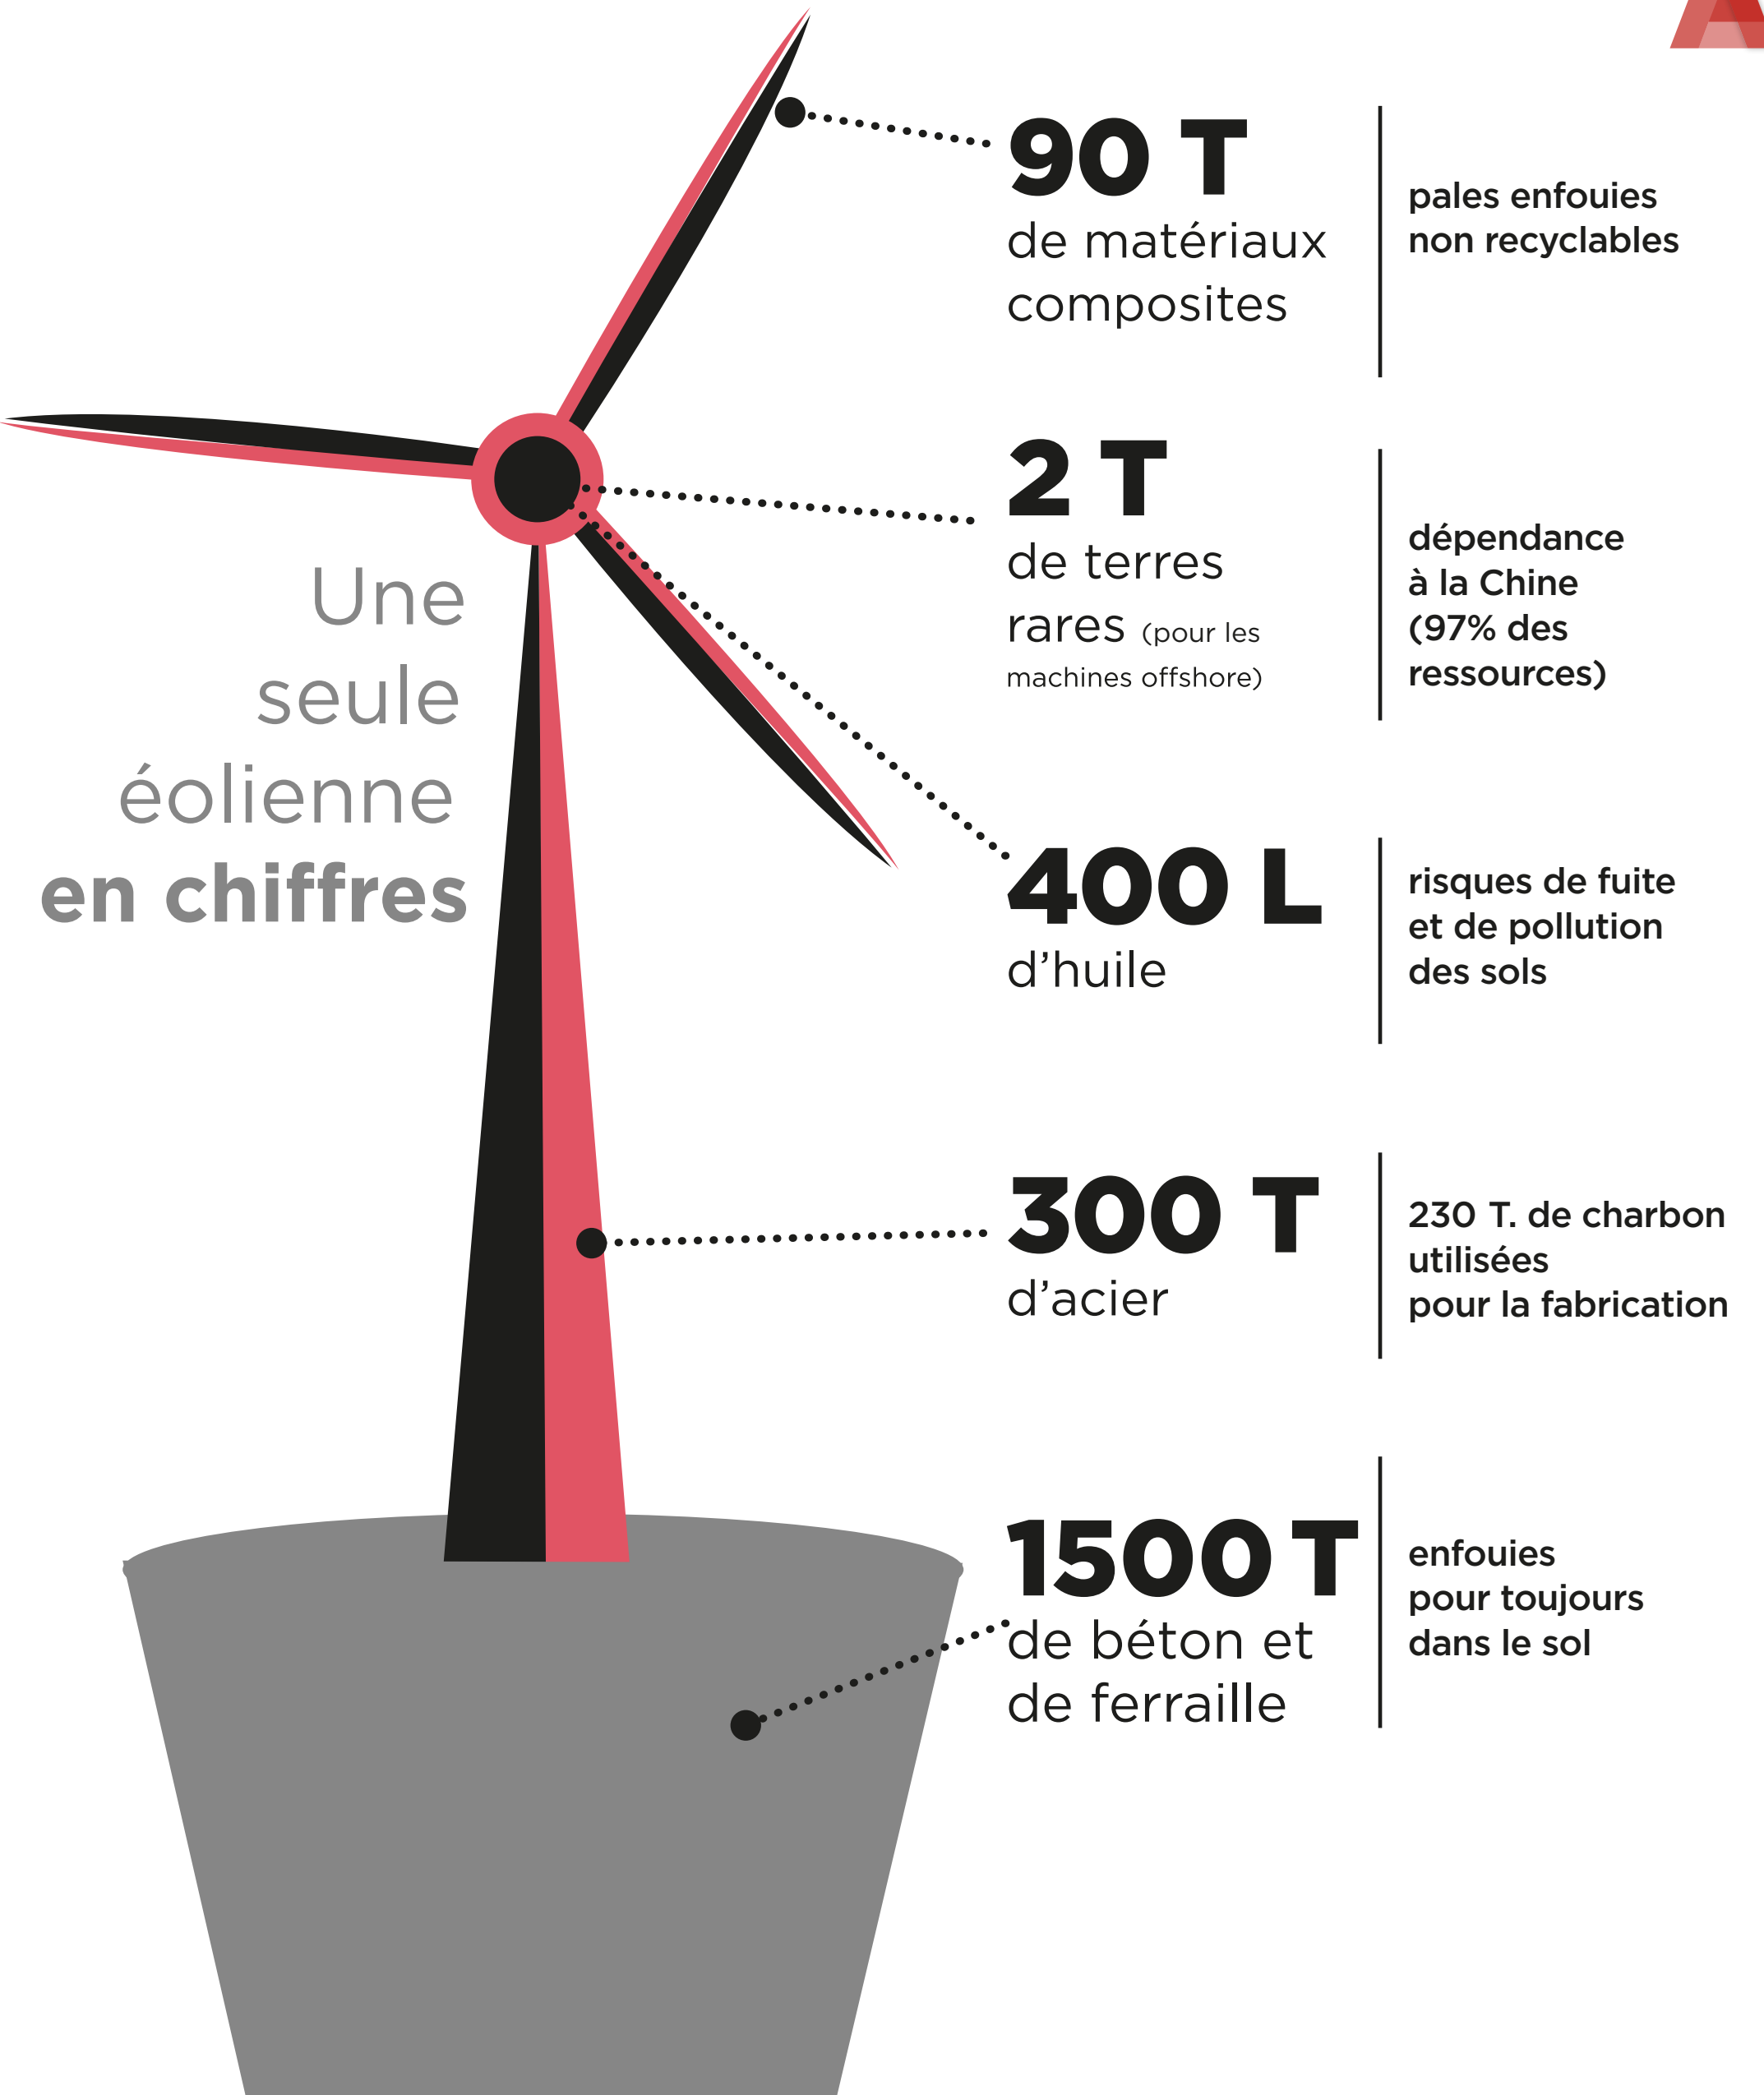 90 T
de matériaux
composites
pales enfouies
non recyclables
2 T
de terres
rares (pour les
machines offshore)
dépendance
à la Chine
(97% des
ressources)
Une
seule
éolienne
en chiffres
400 L
d’huile
risques de fuite
et de pollution
des sols
300 T
d’acier
230 T. de charbon
utilisées
pour la fabrication
1500 T
de béton et
de ferraille
enfouies
pour toujours
dans le sol